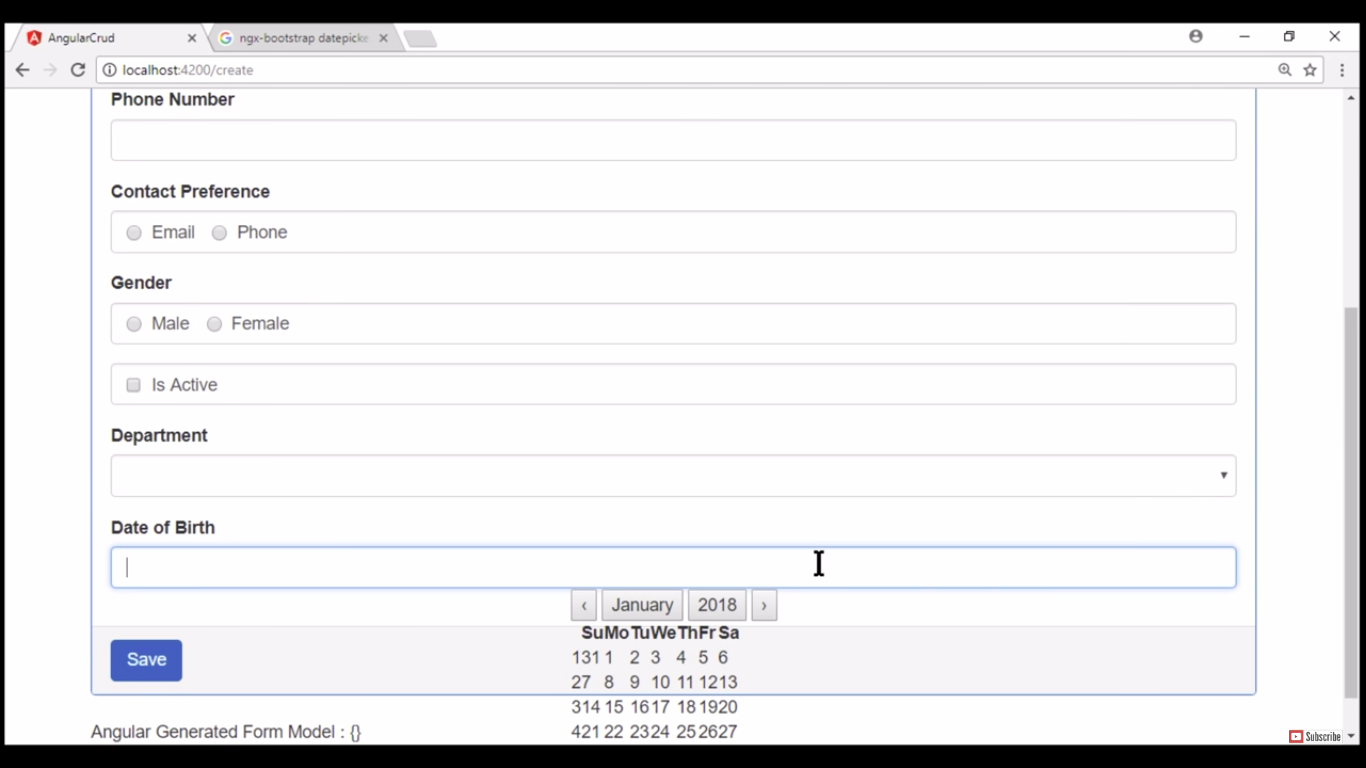 AngularCrud
ngx-bootstrap datepicke
localhost:4200/create
Phone Number
Contact Preference
Email Phone
Gender
Male Female
Is Active
Department
Date of Birth
‹ January 2018 ›
Su Mo Tu We Th Fr Sa
1 31 1 2 3 4 5 6
2 7 8 9 10 11 12 13
Save
3 14 15 16 17 18 19 20
4 21 22 23 24 25 26 27
Angular Generated Form Model : {}
Subscribe